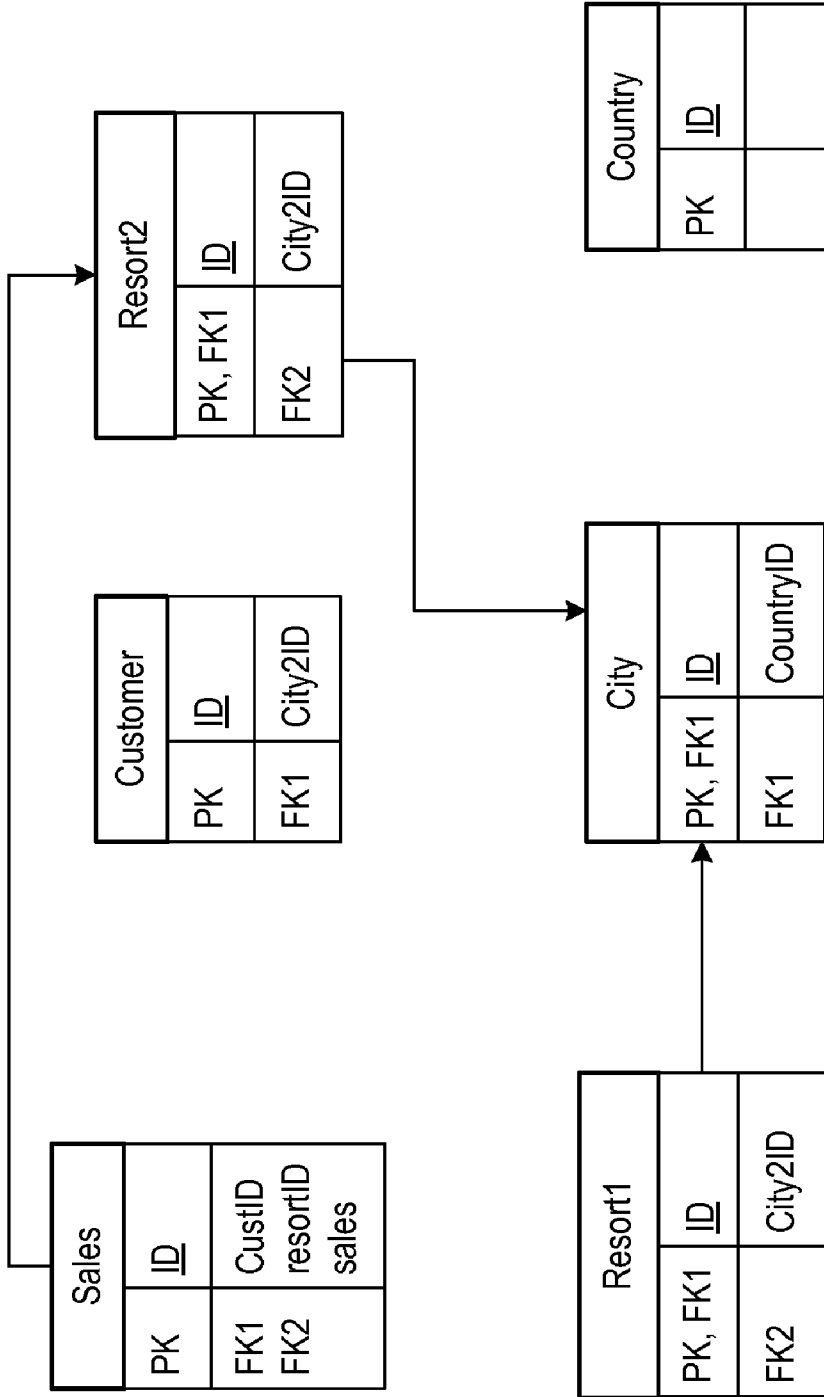 Sales
PK ID
FK1 CustID
FK2 resortID
sales
Customer
PK ID
FK1 City2ID
Resort2
PK, FK1 ID
FK2 City2ID
Resort1
PK, FK1 ID
FK2 City2ID
City
PK, FK1 ID
FK1 CountryID
Country
PK ID